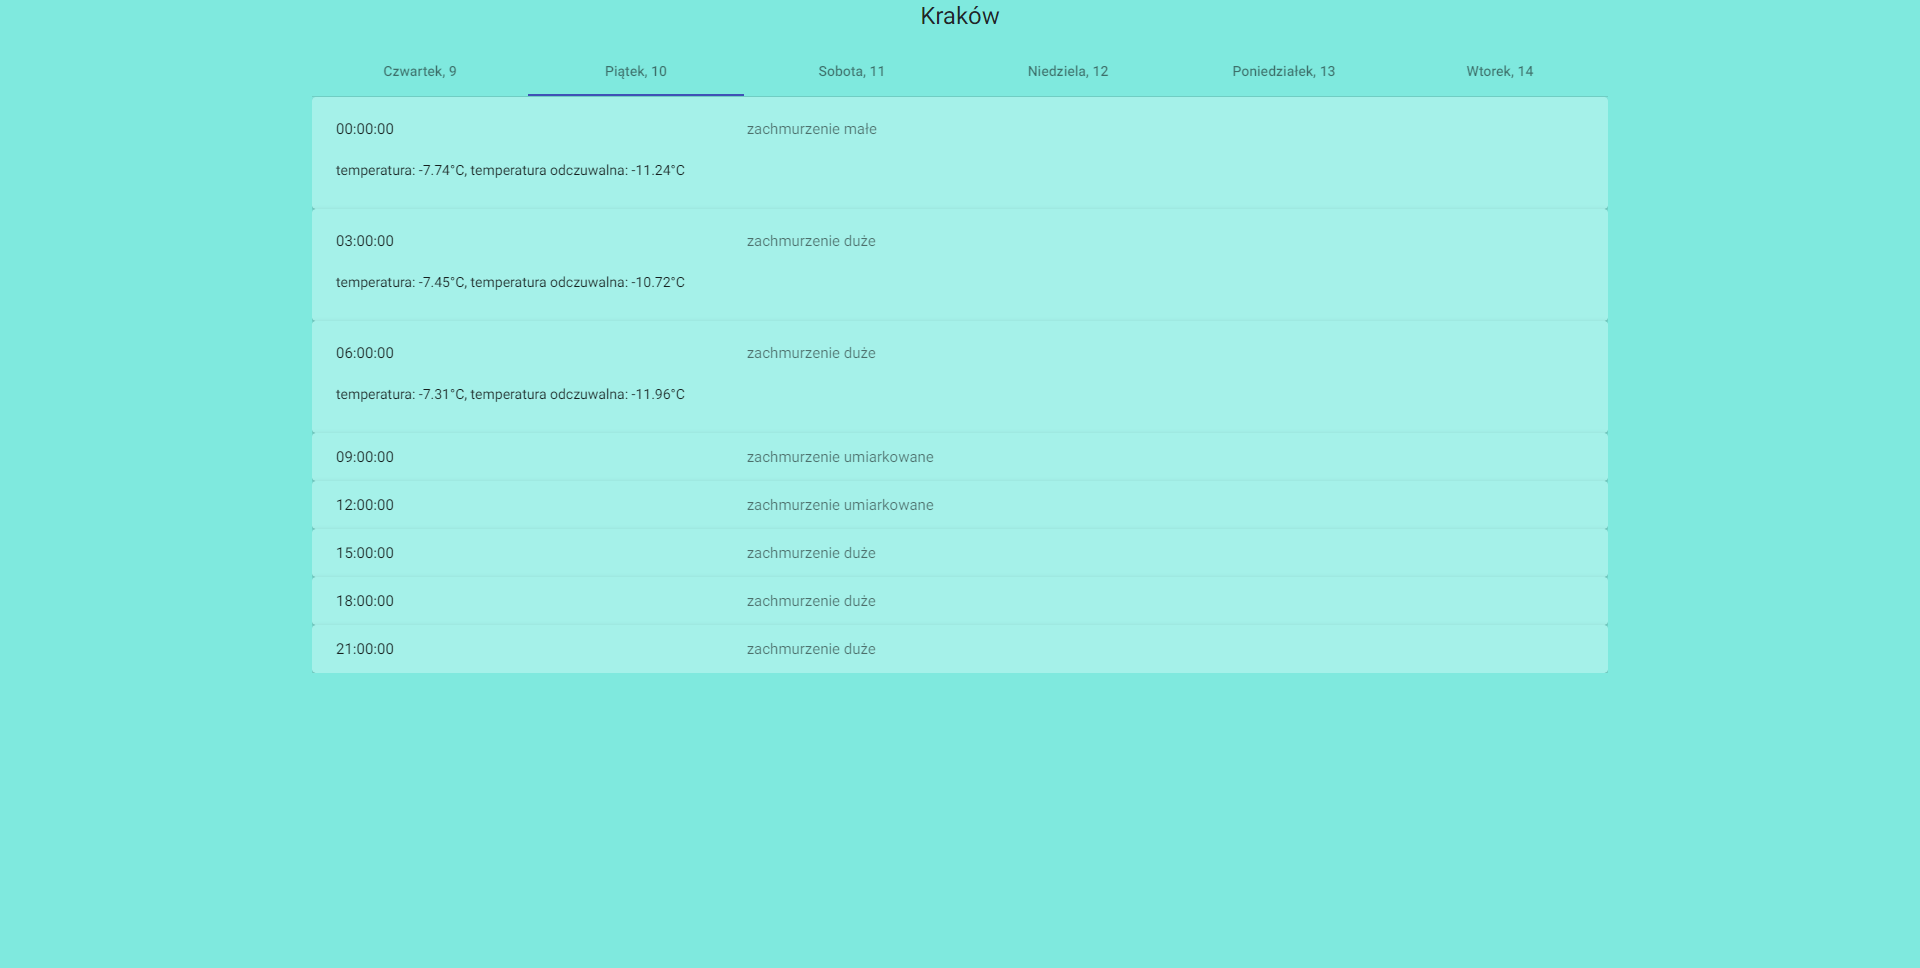 Kraków
Czwartek, 9 Piątek, 10 Sobota, 11 Niedziela, 12 Poniedziałek, 13 Wtorek, 14
00:00:00 zachmurzenie małe
temperatura: -7.74°C, temperatura odczuwalna: -11.24°C
03:00:00 zachmurzenie duże
temperatura: -7.45°C, temperatura odczuwalna: -10.72°C
06:00:00 zachmurzenie duże
temperatura: -7.31°C, temperatura odczuwalna: -11.96°C
09:00:00 zachmurzenie umiarkowane
12:00:00 zachmurzenie umiarkowane
15:00:00 zachmurzenie duże
18:00:00 zachmurzenie duże
21:00:00 zachmurzenie duże